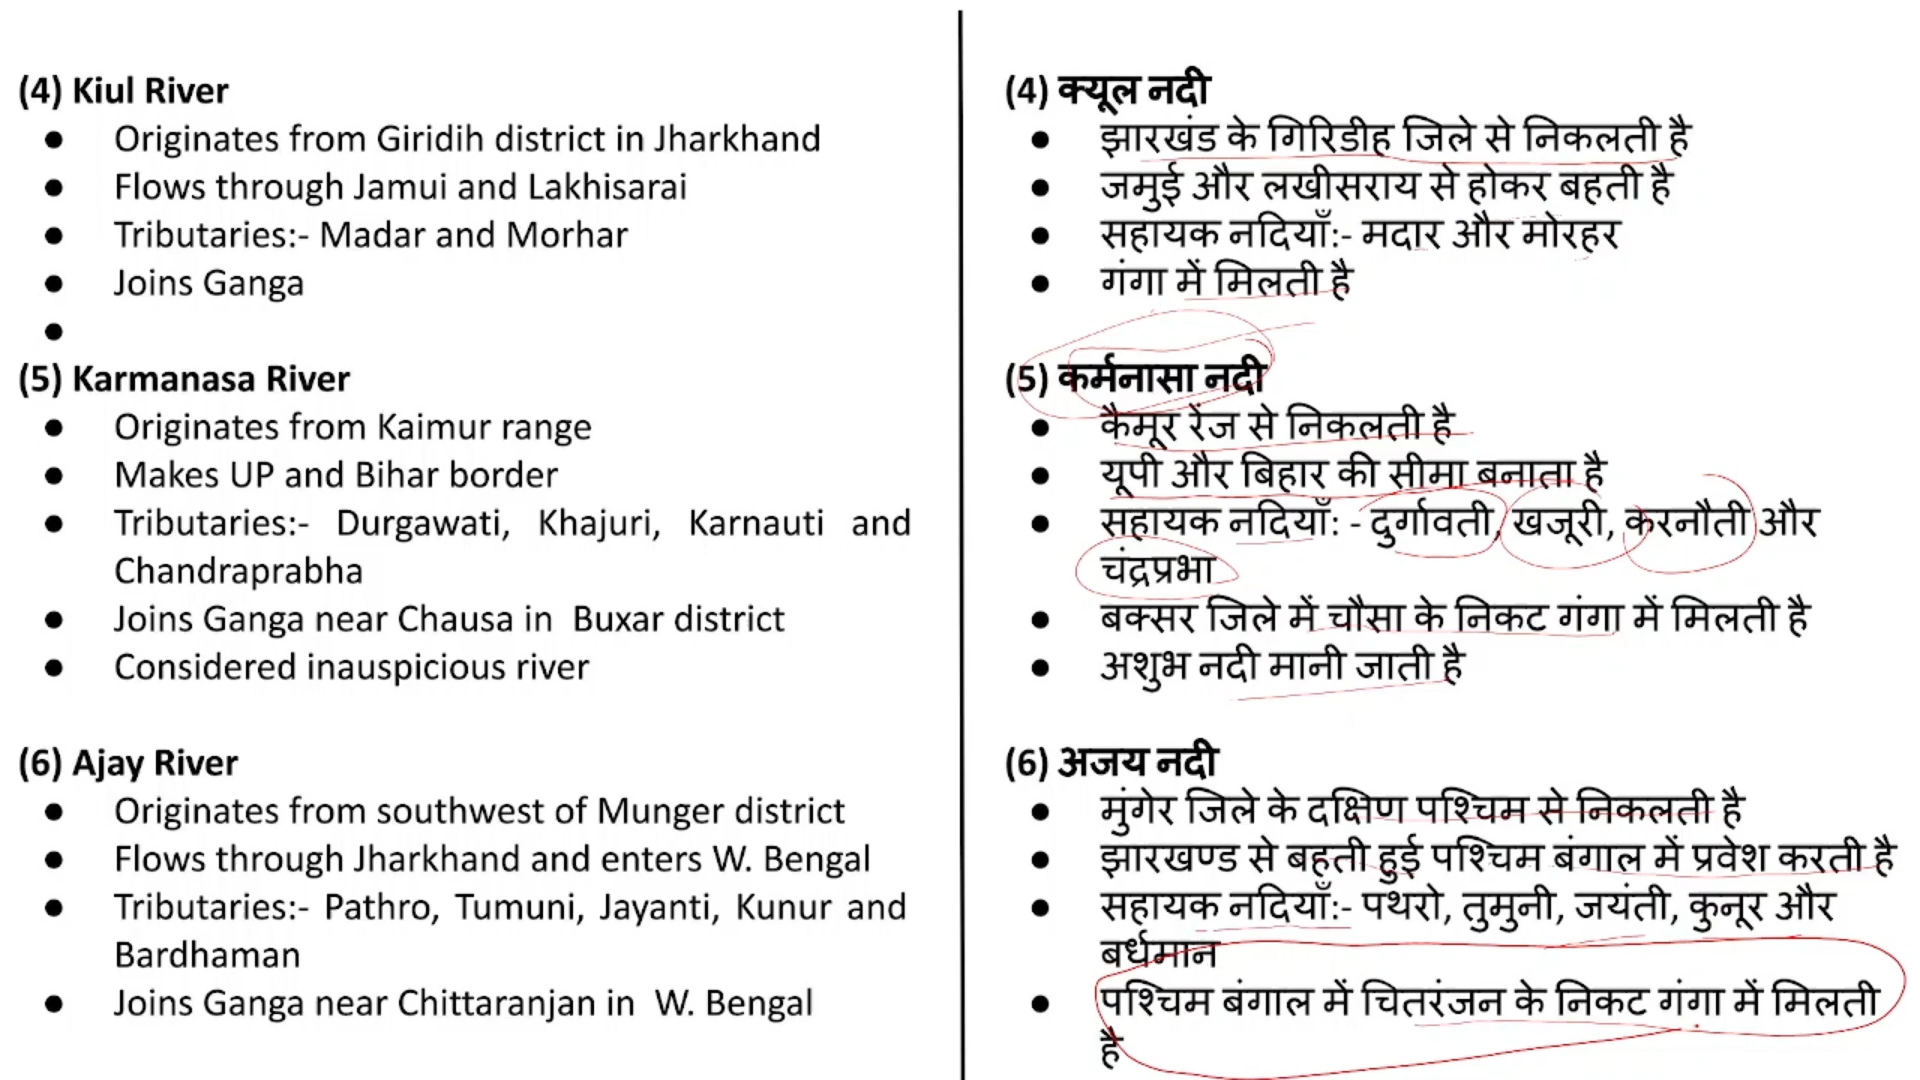 (4) Kiul River
● Originates from Giridih district in Jharkhand
● Flows through Jamui and Lakhisarai
● Tributaries:- Madar and Morhar
● Joins Ganga
●
(5) Karmanasa River
● Originates from Kaimur range
● Makes UP and Bihar border
● Tributaries:- Durgawati, Khajuri, Karnauti and
Chandraprabha
● Joins Ganga near Chausa in  Buxar district
● Considered inauspicious river
(6) Ajay River
● Originates from southwest of Munger district
● Flows through Jharkhand and enters W. Bengal
● Tributaries:- Pathro, Tumuni, Jayanti, Kunur and
Bardhaman
● Joins Ganga near Chittaranjan in  W. Bengal
(4) क्यूल नदी
● झारखंड के गिरिडीह जिले से निकलती है
● जमुई और लखीसराय से होकर बहती है
● सहायक नदियाँ:- मदार और मोरहर
● गंगा में मिलती है
(5) कर्मनासा नदी
● कैमूर रेंज से निकलती है
● यूपी और बिहार की सीमा बनाता है
● सहायक नदियाँ: - दुर्गावती, खजूरी, करनौती और
चंद्रप्रभा
● बक्सर जिले में चौसा के निकट गंगा में मिलती है
● अशुभ नदी मानी जाती है
(6) अजय नदी
● मुंगेर जिले के दक्षिण पश्चिम से निकलती है
● झारखण्ड से बहती हुई पश्चिम बंगाल में प्रवेश करती है
● सहायक नदियाँ:- पथरो, तुमुनी, जयंती, कुनूर और
बर्धमान
● पश्चिम बंगाल में चितरंजन के निकट गंगा में मिलती
है